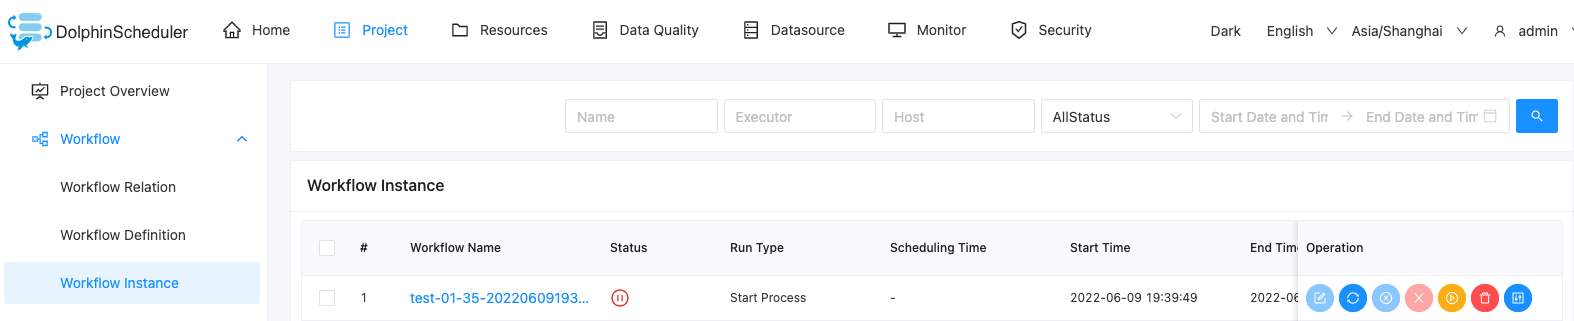 DolphinScheduler Home Project Resources Data Quality Datasource Monitor Security Dark English Asia/Shanghai admin
Project Overview
Workflow
Workflow Relation
Workflow Definition
Workflow Instance
Name Executor Host AllStatus Start Date and Tim End Date and Tim
Workflow Instance
# Workflow Name Status Run Type Scheduling Time Start Time End Time Operation
1 test-01-35-20220609193... Start Process - 2022-06-09 19:39:49 2022-06